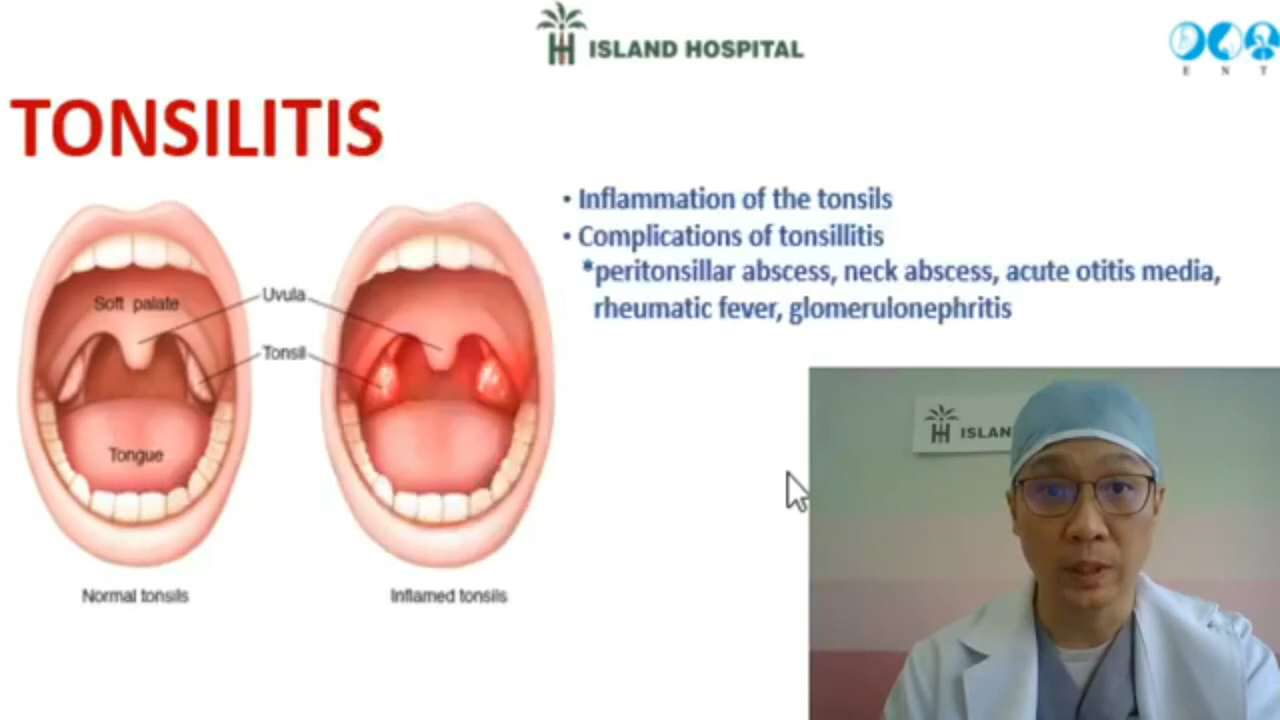 ISLAND HOSPITAL
E N T
TONSILITIS
• Inflammation of the tonsils
• Complications of tonsillitis
*peritonsillar abscess, neck abscess, acute otitis media,
rheumatic fever, glomerulonephritis
Soft palate
Uvula
Tonsil
Tongue
Normal tonsils
Inflamed tonsils
ISLAN